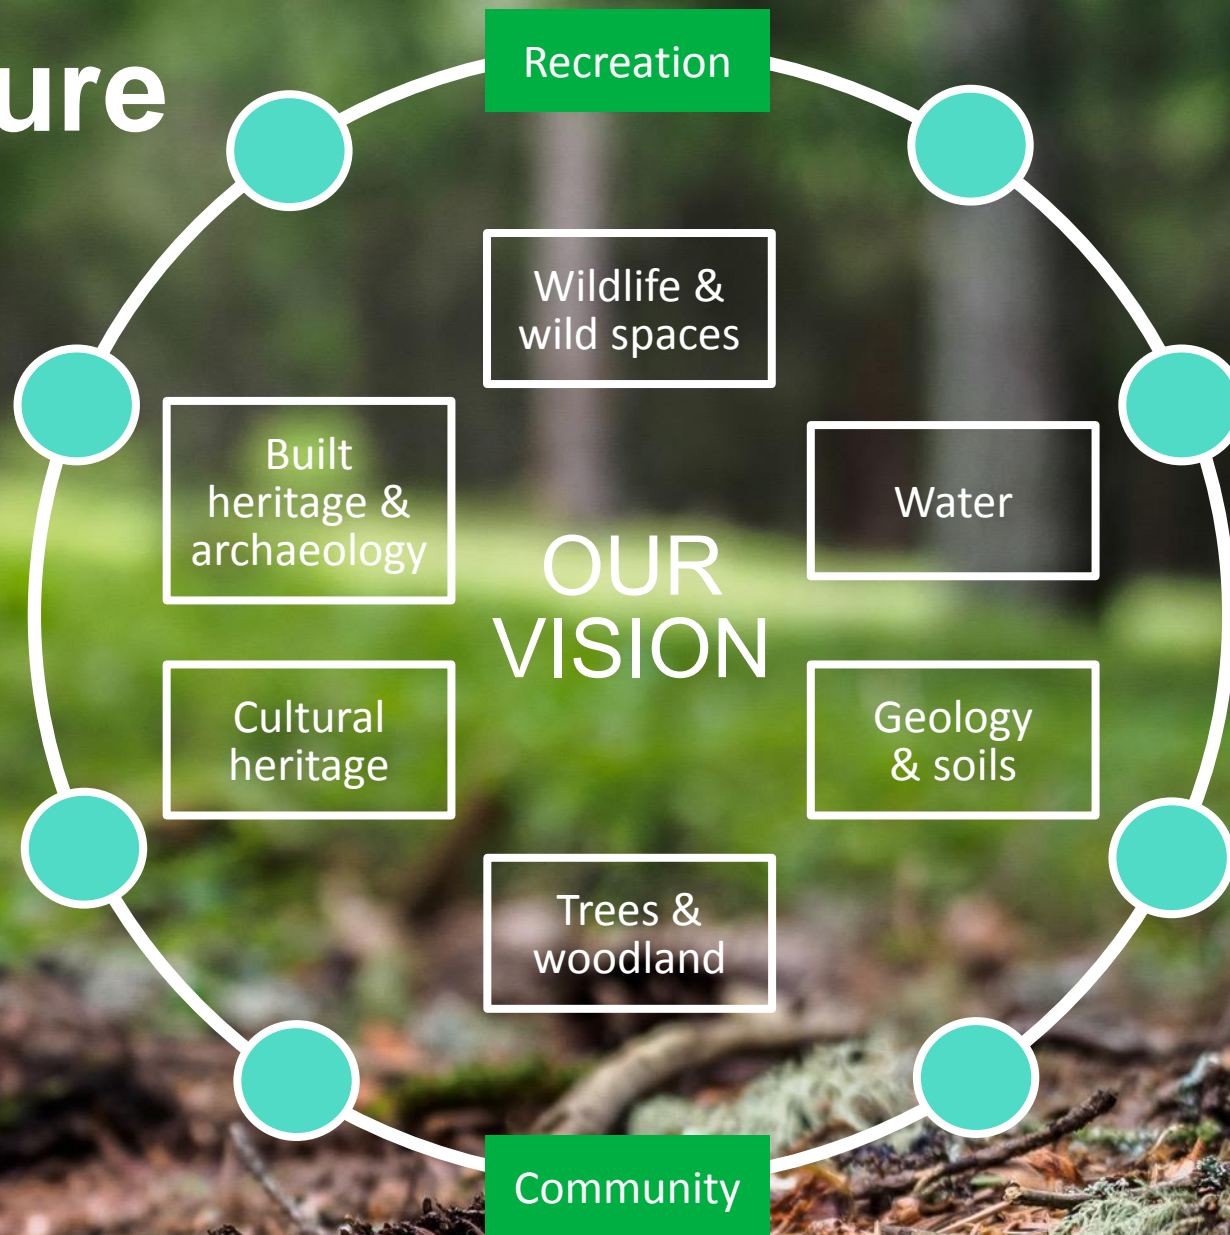 ure
Recreation
Wildlife &
wild spaces
Built
heritage &
archaeology
Water
OUR
VISION
Cultural
heritage
Geology
& soils
Trees &
woodland
Community